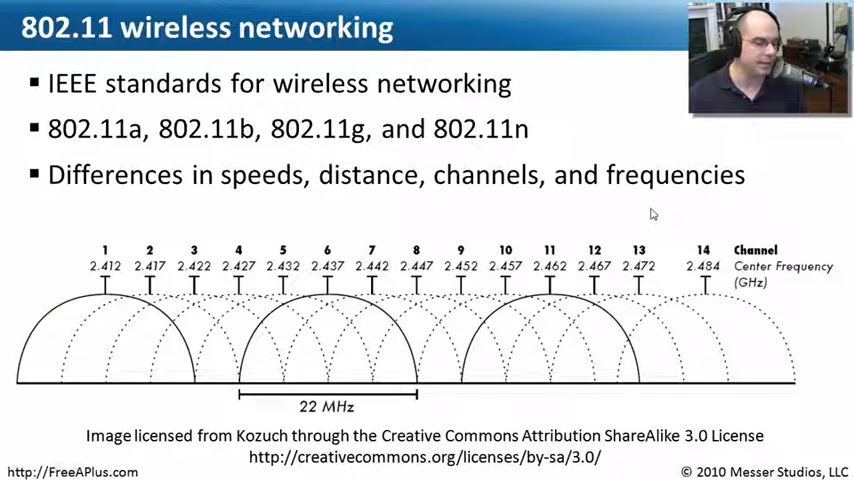 802.11 wireless networking
IEEE standards for wireless networking
802.11a, 802.11b, 802.11g, and 802.11n
Differences in speeds, distance, channels, and frequencies
1 2 3 4 5 6 7 8 9 10 11 12 13 14 Channel
2.412 2.417 2.422 2.427 2.432 2.437 2.442 2.447 2.452 2.457 2.462 2.467 2.472 2.484 Center Frequency
(GHz)
22 MHz
Image licensed from Kozuch through the Creative Commons Attribution ShareAlike 3.0 License
http://creativecommons.org/licenses/by-sa/3.0/
http://FreeAPlus.com © 2010 Messer Studios, LLC